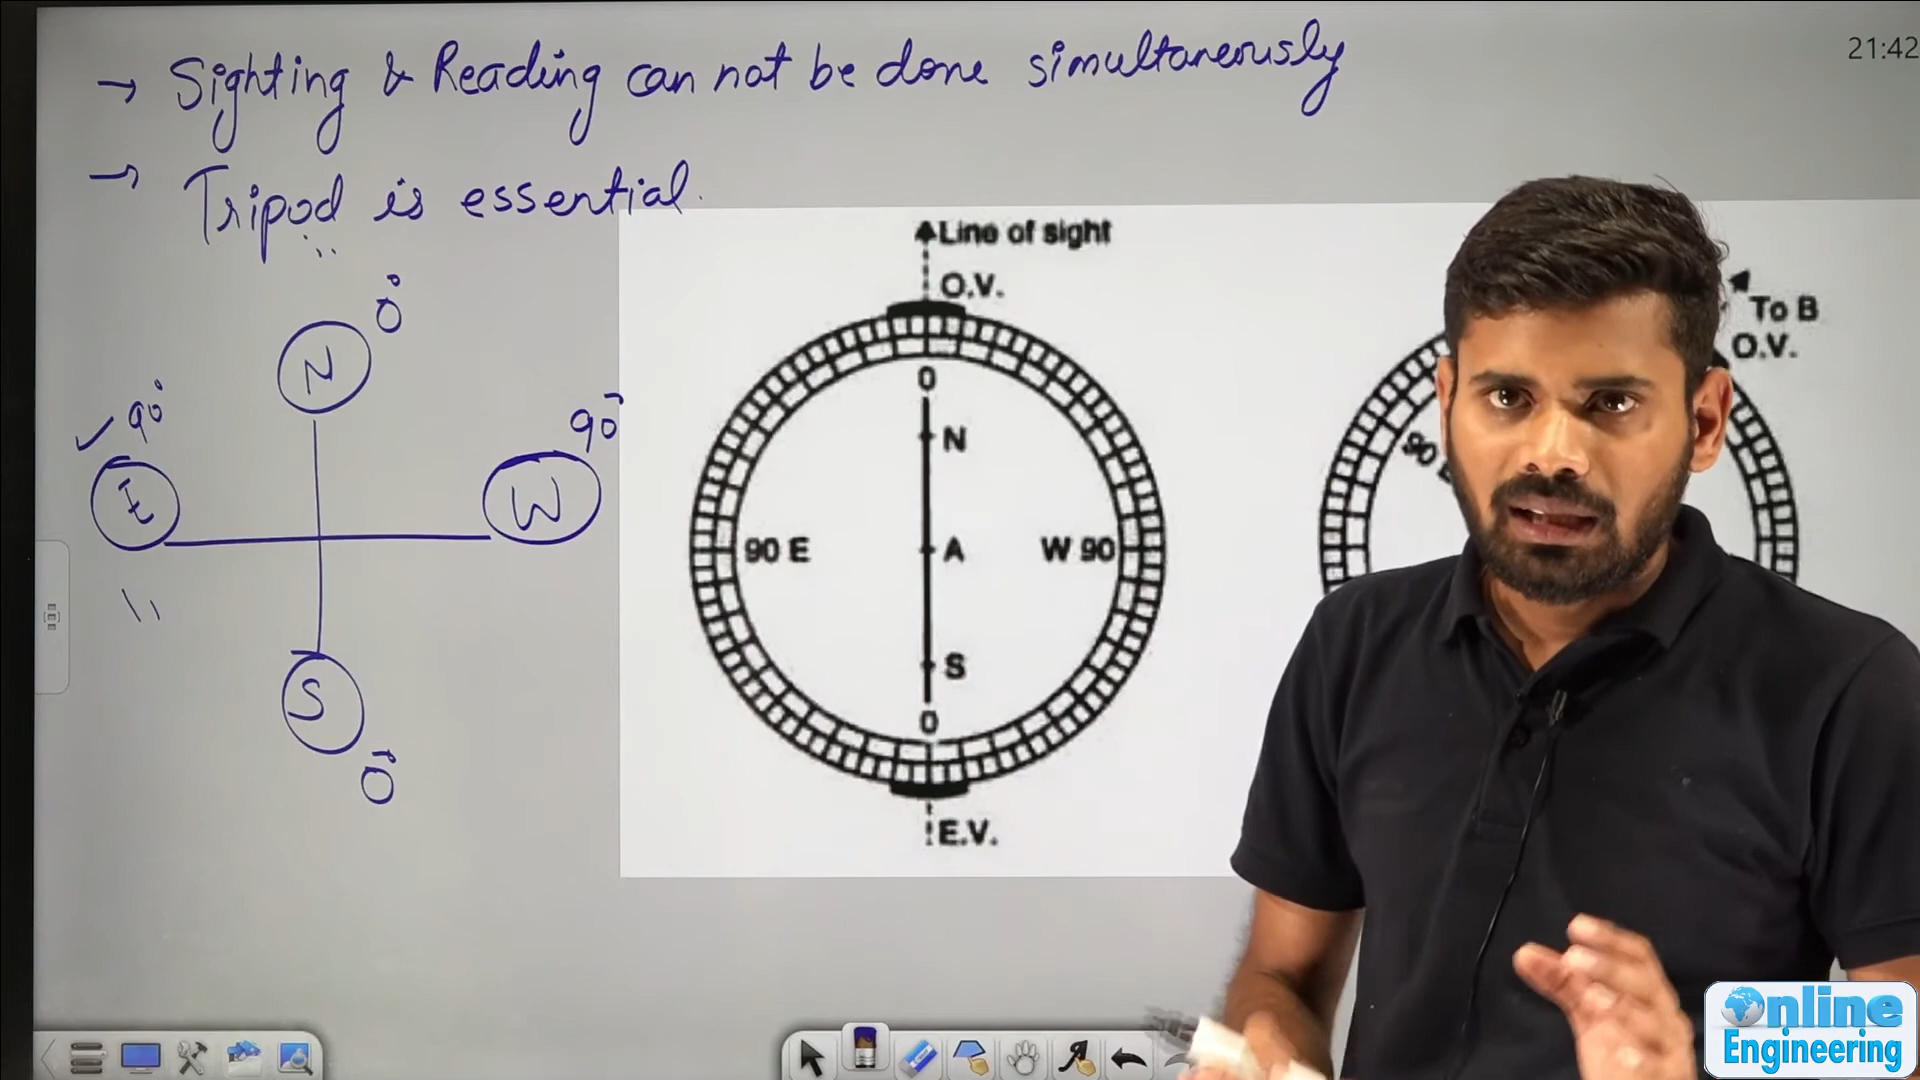 21:42
→ Sighting & Reading can not be done simultaneously
→ Tripod is essential.
N 0°
90° E
W 90°
S 0°
Line of sight
O.V.
0
N
90 E A W 90
S
0
E.V.
To B
O.V.
90
Online
Engineering